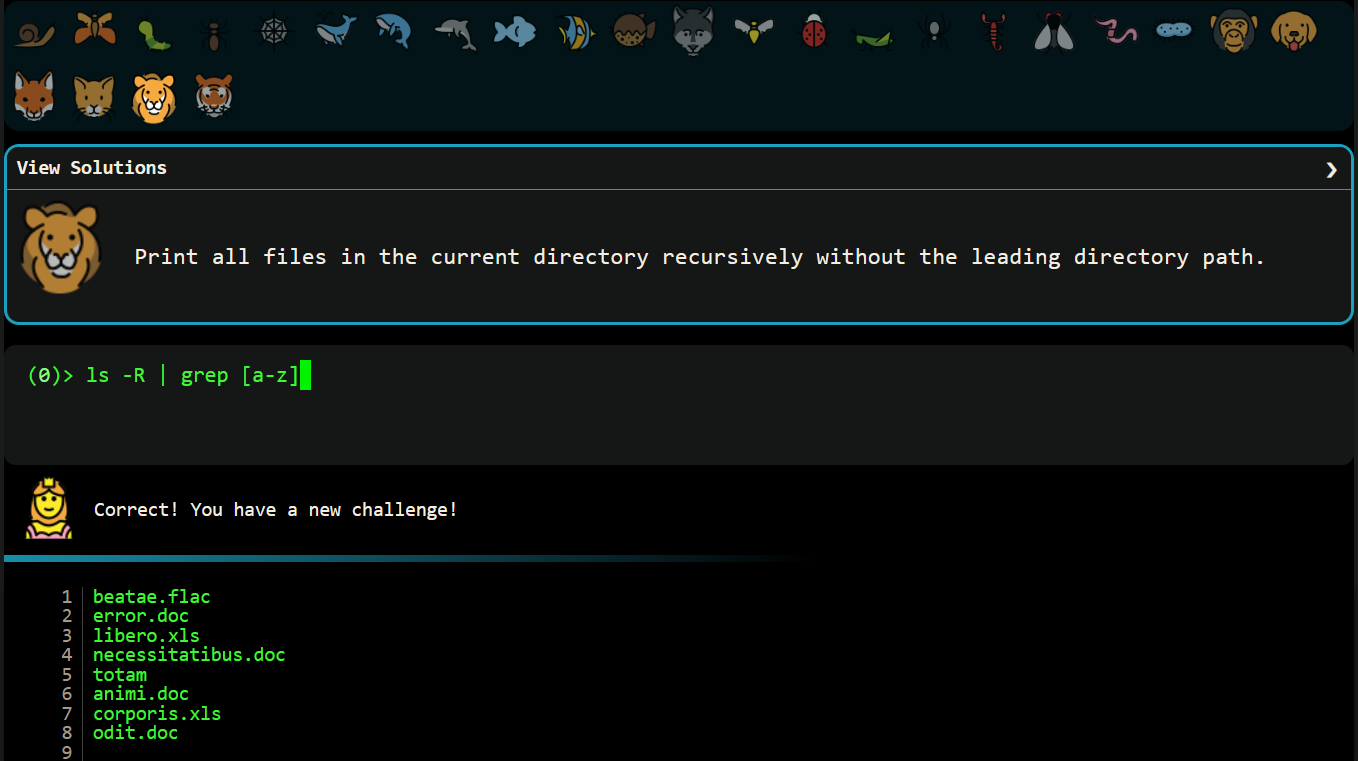 View Solutions ❯
Print all files in the current directory recursively without the leading directory path.
(0)> ls -R | grep [a-z]
Correct! You have a new challenge!
1 beatae.flac
2 error.doc
3 libero.xls
4 necessitatibus.doc
5 totam
6 animi.doc
7 corporis.xls
8 odit.doc
9